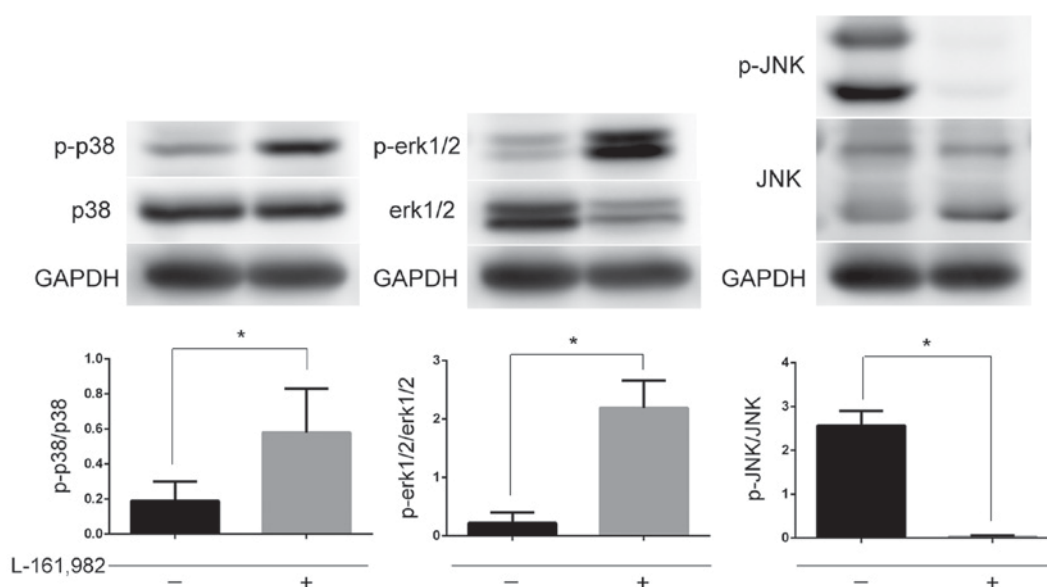 p-p38
p38
GAPDH
p-erk1/2
erk1/2
GAPDH
p-JNK
JNK
GAPDH
*
1.0
0.8
0.6
0.4
0.2
0.0
p-p38/p38
*
3
2
1
0
p-erk1/2/erk1/2
*
4
3
2
1
0
p-JNK/JNK
L-161,982
− +
− +
− +